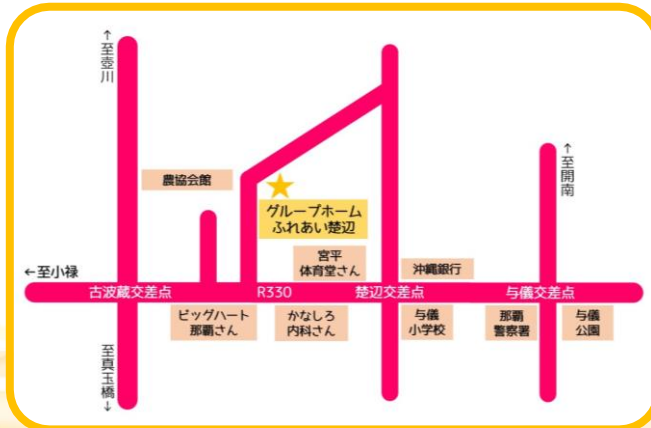 ↑至壺川
↑至開南
農協会館
グループホーム
ふれあい楚辺
宮平
体育堂さん
沖縄銀行
←至小禄
古波蔵交差点
R330
楚辺交差点
与儀交差点
ビッグハート
那覇さん
かなしろ
内科さん
与儀
小学校
那覇
警察署
与儀
公園
至真玉橋↓